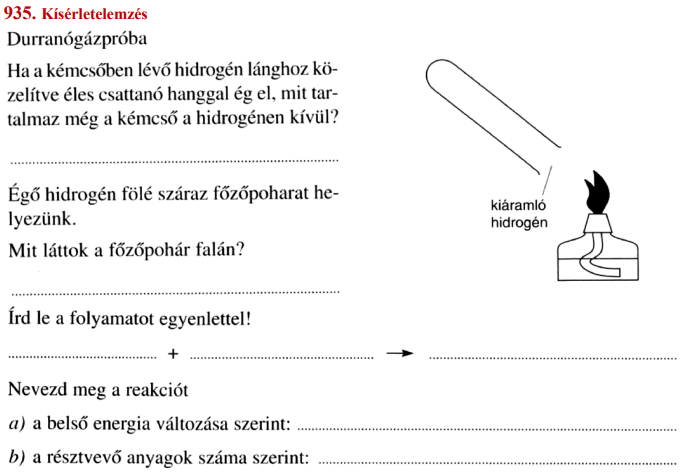 935. Kísérletelemzés
Durranógázpróba
Ha a kémcsőben lévő hidrogén lánghoz kö-
zelítve éles csattanó hanggal ég el, mit tar-
talmaz még a kémcső a hidrogénen kívül?
kiáramló
hidrogén
Égő hidrogén fölé száraz főzőpoharat he-
lyezünk.
Mit láttok a főzőpohár falán?
Írd le a folyamatot egyenlettel!
+ →
Nevezd meg a reakciót
a) a belső energia változása szerint:
b) a résztvevő anyagok száma szerint: